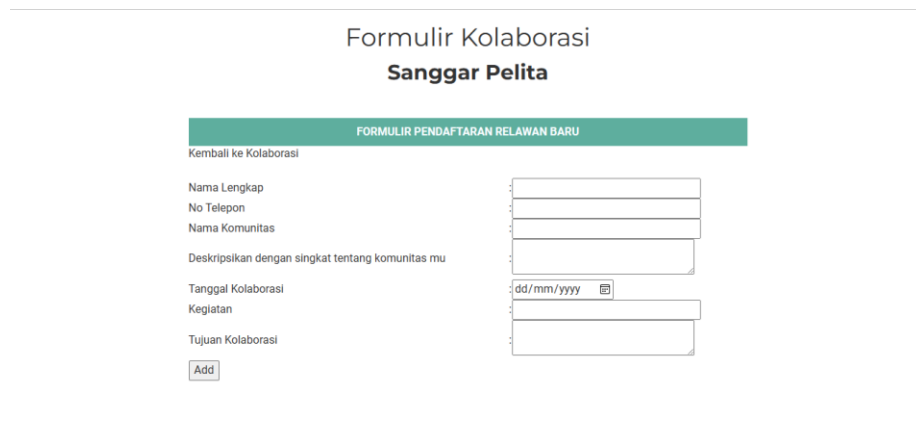 Formulir Kolaborasi
Sanggar Pelita
FORMULIR PENDAFTARAN RELAWAN BARU
Kembali ke Kolaborasi
Nama Lengkap :
No Telepon :
Nama Komunitas :
Deskripsikan dengan singkat tentang komunitas mu :
Tanggal Kolaborasi : dd/mm/yyyy
Kegiatan :
Tujuan Kolaborasi :
Add